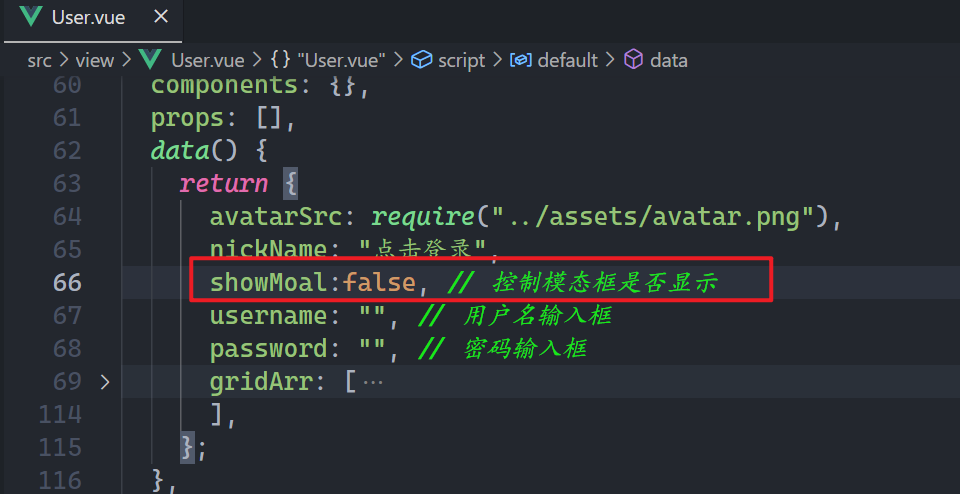 User.vue ×
src > view > User.vue > {} "User.vue" > script > default > data
60 components: {},
61 props: [],
62 data() {
63 return {
64 avatarSrc: require("../assets/avatar.png"),
65 nickName: "点击登录",
66 showMoal:false, // 控制模态框是否显示
67 username: "", // 用户名输入框
68 password: "", // 密码输入框
69 > gridArr: [···
114 ],
115 };
116 },